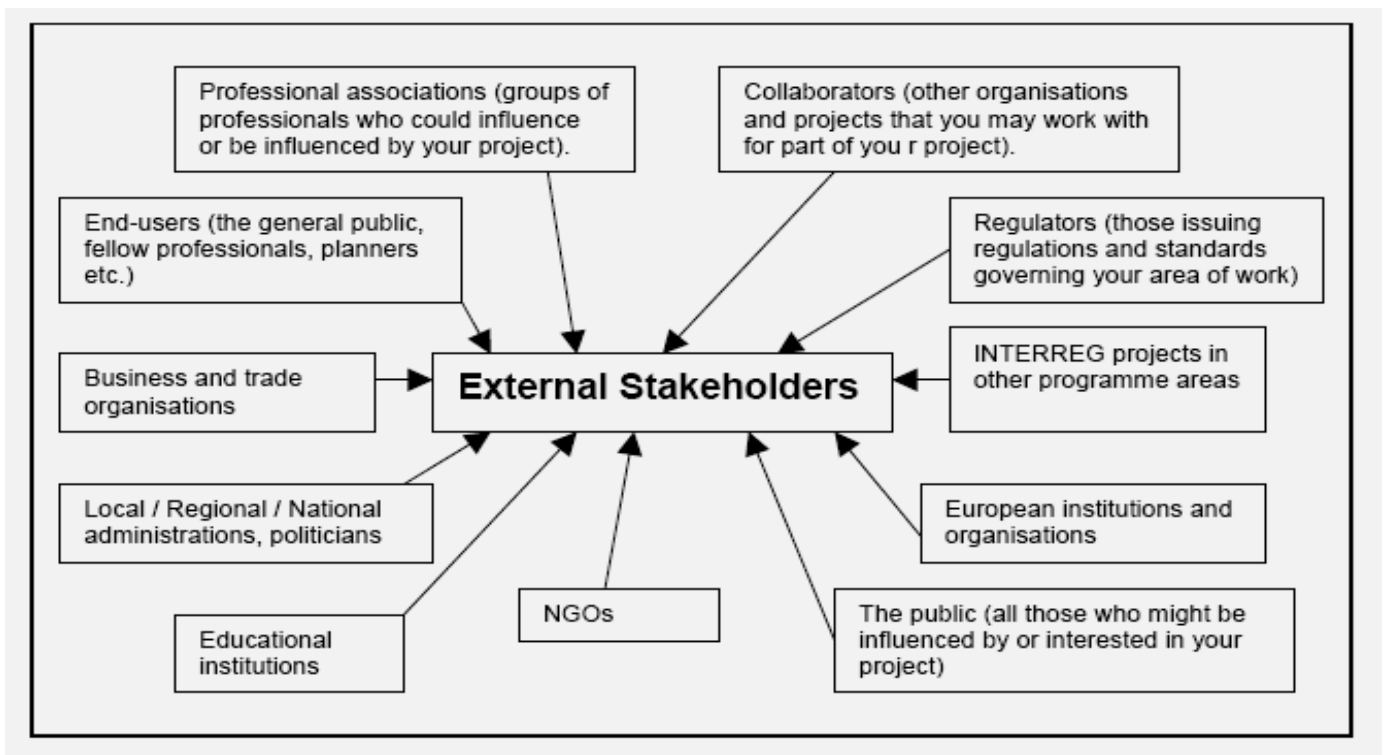 Professional associations (groups of
professionals who could influence
or be influenced by your project).
Collaborators (other organisations
and projects that you may work with
for part of you r project).
End-users (the general public,
fellow professionals, planners
etc.)
Regulators (those issuing
regulations and standards
governing your area of work)
Business and trade
organisations
External Stakeholders
INTERREG projects in
other programme areas
Local / Regional / National
administrations, politicians
European institutions and
organisations
Educational
institutions
NGOs
The public (all those who might be
influenced by or interested in your
project)